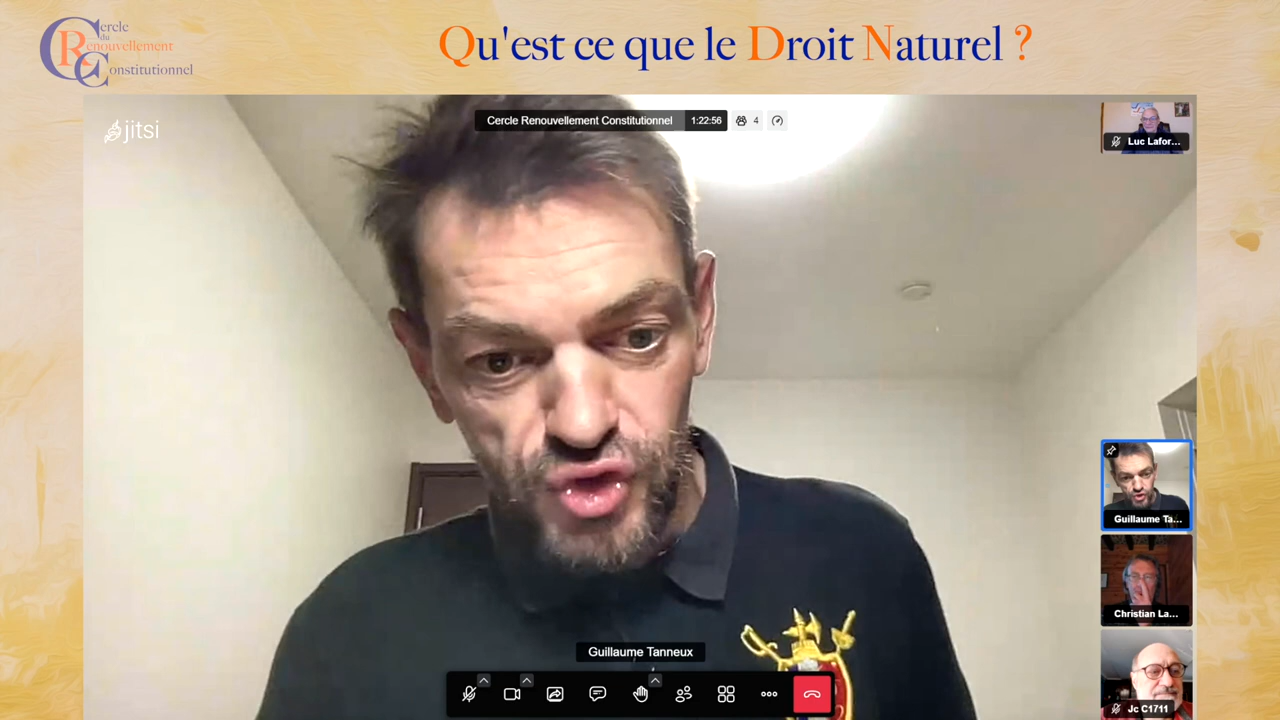 Cercle
du
Renouvellement
Constitutionnel
Qu'est ce que le Droit Naturel ?
jitsi
Cercle Renouvellement Constitutionnel 1:22:56 4
Luc Lafor...
Guillaume Ta...
Christian La...
Guillaume Tanneux
Jc C1711